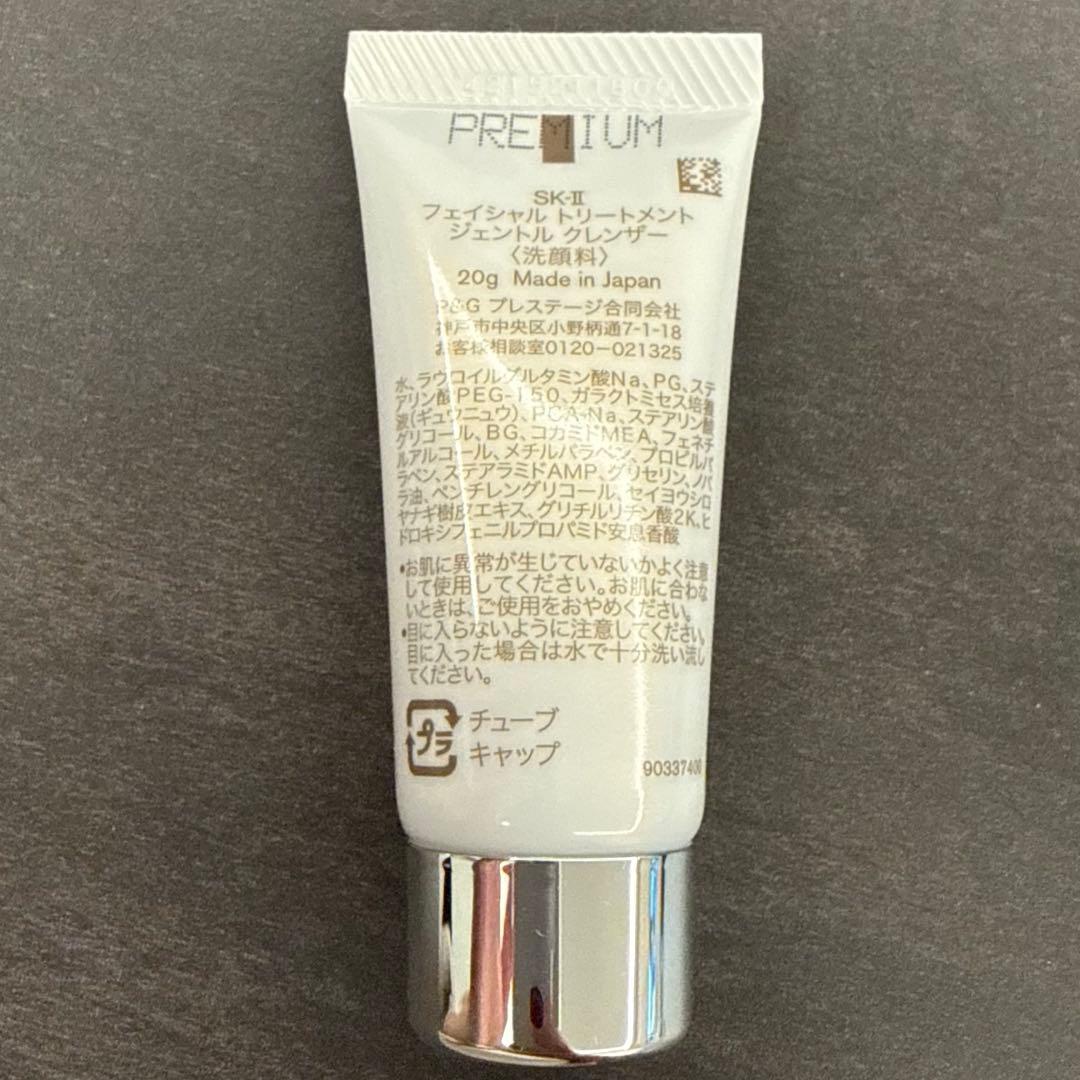 PREMIUM
SK-II
フェイシャル トリートメント
ジェントル クレンザー
〈洗顔料〉
20g Made in Japan
P&G プレステージ合同会社
神戸市中央区小野柄通7-1-18
お客様相談室0120-021325
水、ラウロイルグルタミン酸Na、PG、ステ
アリン酸PEG-150、ガラクトミセス培養
液(ギュウニュウ)、PCA-Na、ステアリン酸
グリコール、BG、コカミドMEA、フェネチ
ルアルコール、メチルパラベン、プロピルパ
ラベン、ステアラミドAMP、グリセリン、ノバ
ラ油、ペンチレングリコール、セイヨウシロ
ヤナギ樹皮エキス、グリチルリチン酸2K、ヒ
ドロキシフェニルプロパミド安息香酸
•お肌に異常が生じていないかよく注意
して使用してください。お肌に合わな
いときは、ご使用をおやめください。
•目に入らないように注意してください。
目に入った場合は水で十分洗い流し
てください。
プラ
チューブ
キャップ
90337400